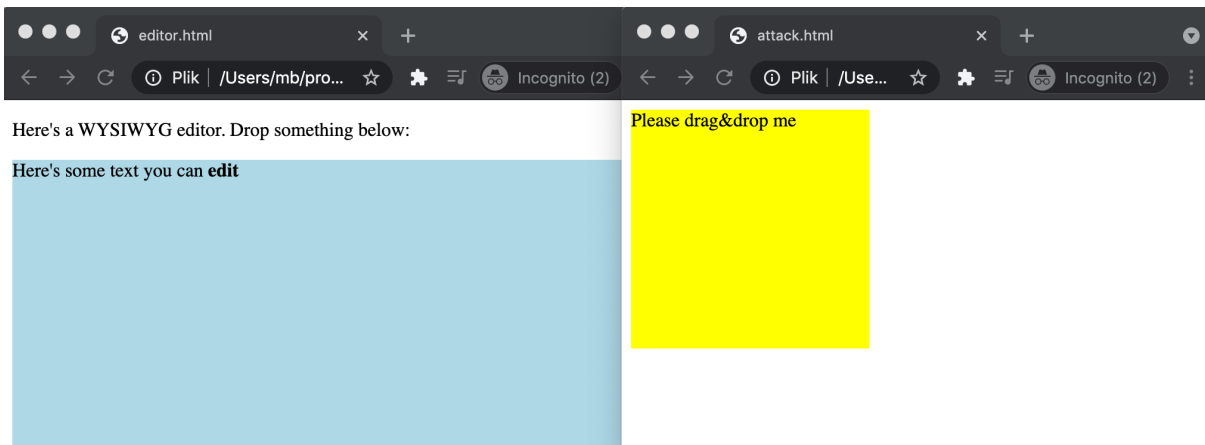 editor.html
Plik /Users/mb/pro... Incognito (2)
Here's a WYSIWYG editor. Drop something below:
Here's some text you can edit
attack.html
Plik /Use... Incognito (2)
Please drag&drop me